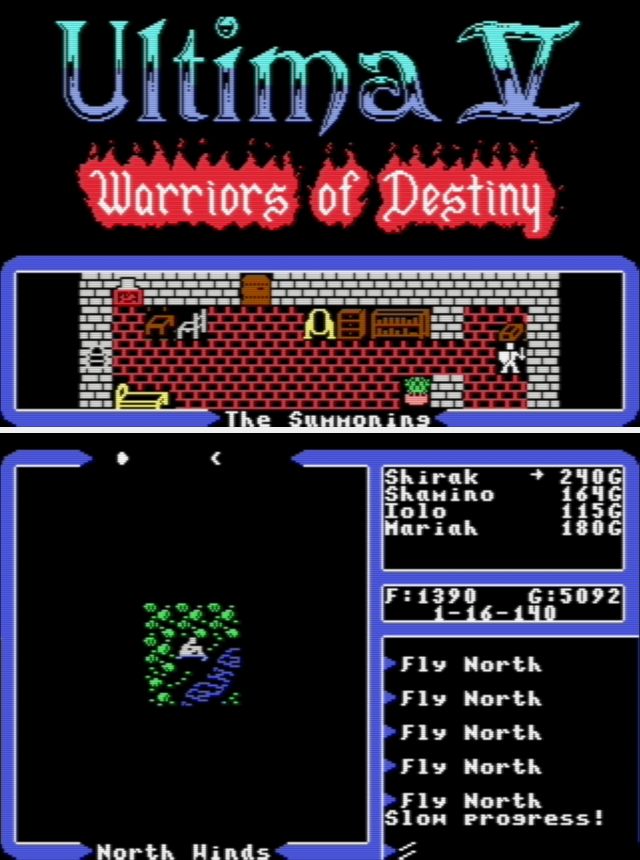 Ultima V
Warriors of Destiny
The Summoning
Shirak → 240G
Shamino 164G
Iolo 115G
Mariah 180G
F:1390 G:5092
1-16-140
Fly North
Fly North
Fly North
Fly North
Fly North
Slow progress!
North Winds